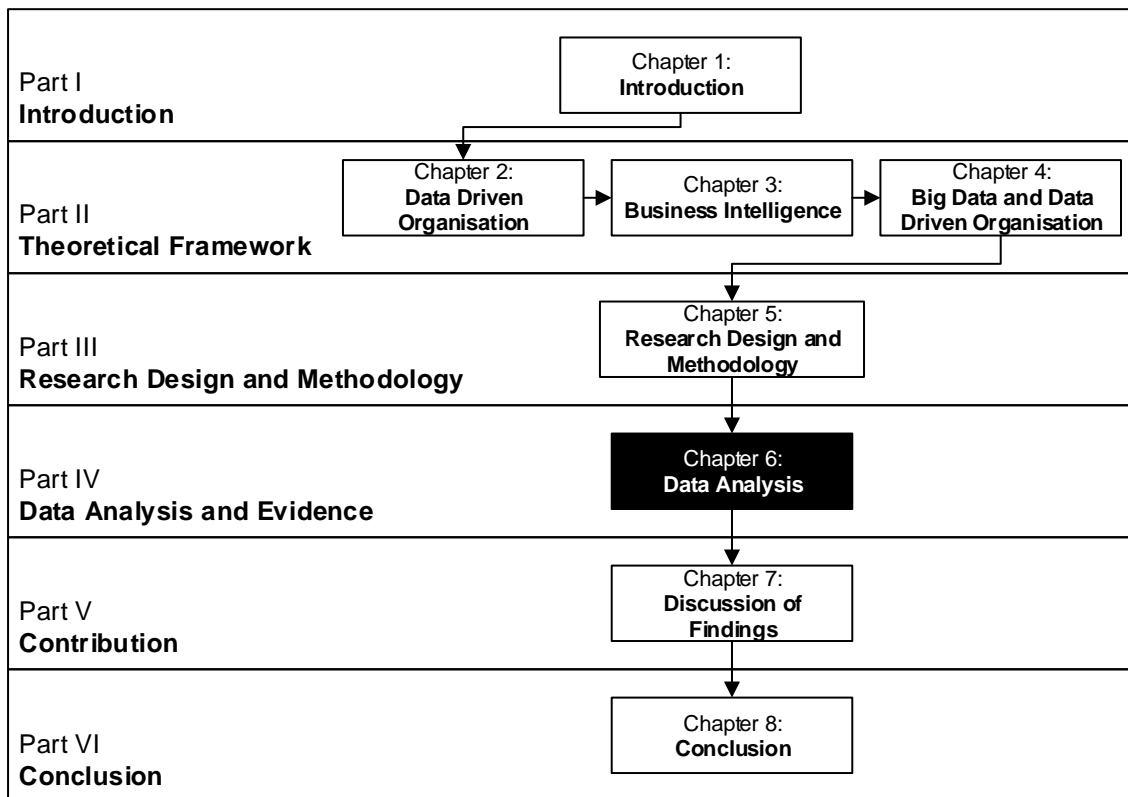 Part I
Introduction
Chapter 1:
Introduction
Part II
Theoretical Framework
Chapter 2:
Data Driven
Organisation
Chapter 3:
Business Intelligence
Chapter 4:
Big Data and Data
Driven Organisation
Part III
Research Design and Methodology
Chapter 5:
Research Design and
Methodology
Part IV
Data Analysis and Evidence
Chapter 6:
Data Analysis
Part V
Contribution
Chapter 7:
Discussion of
Findings
Part VI
Conclusion
Chapter 8:
Conclusion